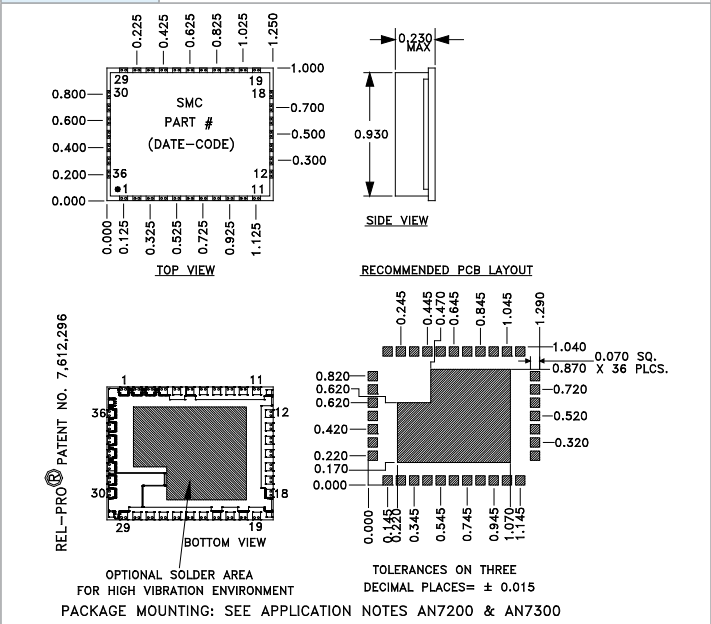 0.225 0.425 0.625 0.825 1.025 1.250
1.000
29 19
30 18
0.800
0.700
0.600
0.500
0.400
0.300
0.200
0.000
SMC
PART #
(DATE-CODE)
36 12
1 11
0.000 0.125 0.325 0.525 0.725 0.925 1.125
TOP VIEW
0.230
MAX
0.930
SIDE VIEW
RECOMMENDED PCB LAYOUT
0.245 0.445 0.470 0.645 0.845 1.045 1.290
1.040
0.070 SQ.
X 36 PLCS.
0.870
0.820
0.720
0.620
0.620
0.520
0.420
0.320
0.220
0.170
0.000
0.000 0.145 0.220 0.345 0.545 0.745 0.945 1.070 1.145
REL-PRO® PATENT NO. 7,612,296
1 11
36 12
30 18
29 19
BOTTOM VIEW
OPTIONAL SOLDER AREA
FOR HIGH VIBRATION ENVIRONMENT
TOLERANCES ON THREE
DECIMAL PLACES= ± 0.015
PACKAGE MOUNTING: SEE APPLICATION NOTES AN7200 & AN7300